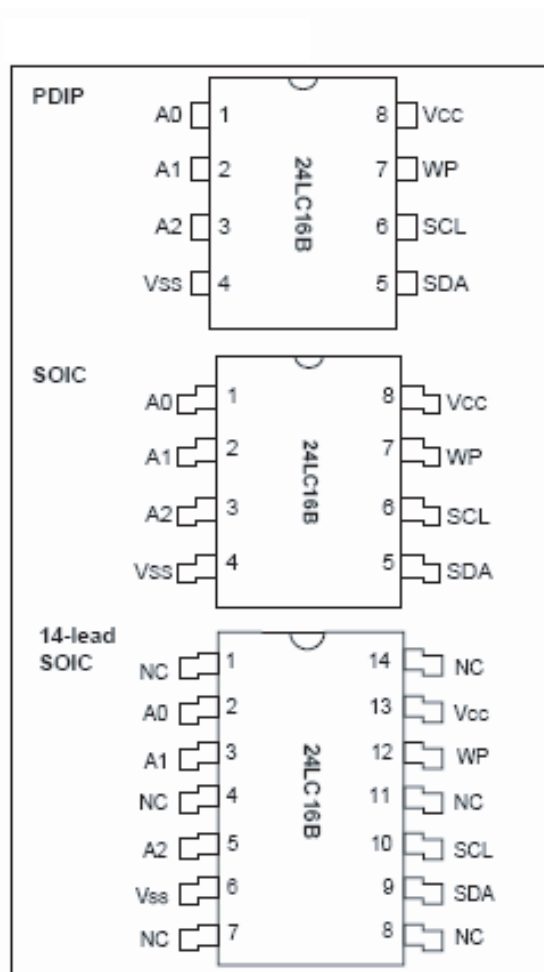 PDIP
A0 1 8 Vcc
A1 2 7 WP
24LC16B
A2 3 6 SCL
Vss 4 5 SDA
SOIC
A0 1 8 Vcc
A1 2 7 WP
24LC16B
A2 3 6 SCL
Vss 4 5 SDA
14-lead
SOIC
NC 1 14 NC
A0 2 13 Vcc
A1 3 12 WP
24LC16B
NC 4 11 NC
A2 5 10 SCL
Vss 6 9 SDA
NC 7 8 NC